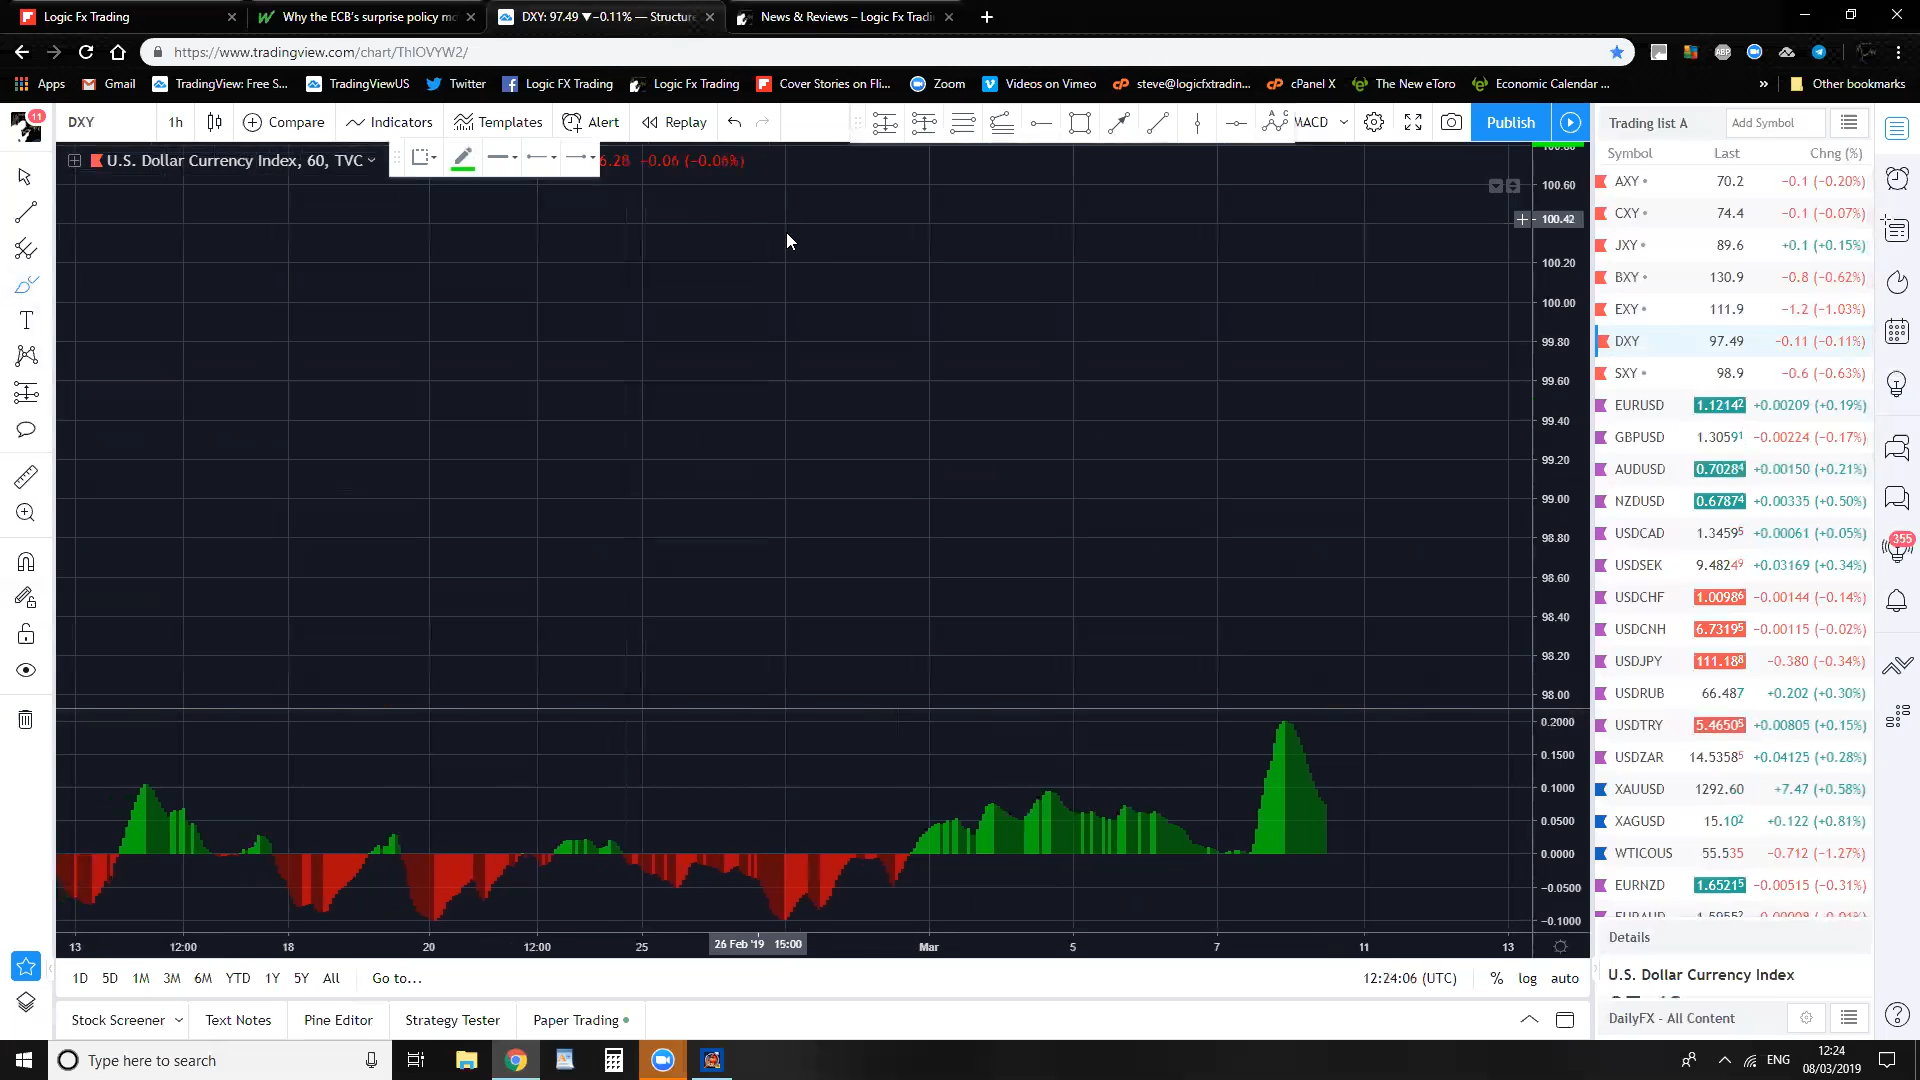 Logic Fx Trading
Why the ECB's surprise policy mo
DXY: 97.49 ▼−0.11% — Structure
News & Reviews – Logic Fx Tradi
https://www.tradingview.com/chart/ThIOVYW2/
Apps
Gmail
TradingView: Free S...
TradingViewUS
Twitter
Logic FX Trading
Logic Fx Trading
Cover Stories on Fli...
Zoom
Videos on Vimeo
steve@logicfxtradin...
cPanel X
The New eToro
Economic Calendar ...
» Other bookmarks
11
DXY
1h
Compare
Indicators
Templates
Alert
Replay
MACD
Publish
U.S. Dollar Currency Index, 60, TVC
6.28 −0.06 (−0.06%)
100.80
100.60
100.42
100.20
100.00
99.80
99.60
99.40
99.20
99.00
98.80
98.60
98.40
98.20
98.00
0.2000
0.1500
0.1000
0.0500
0.0000
−0.0500
−0.1000
13 12:00 18 20 12:00 25 26 Feb '19 15:00 Mar 5 7 11 13
1D 5D 1M 3M 6M YTD 1Y 5Y All Go to...
12:24:06 (UTC) % log auto
Stock Screener Text Notes Pine Editor Strategy Tester Paper Trading
Trading list A Add Symbol
Symbol Last Chng (%)
AXY 70.2 −0.1 (−0.20%)
CXY 74.4 −0.1 (−0.07%)
JXY 89.6 +0.1 (+0.15%)
BXY 130.9 −0.8 (−0.62%)
EXY 111.9 −1.2 (−1.03%)
DXY 97.49 −0.11 (−0.11%)
SXY 98.9 −0.6 (−0.63%)
EURUSD 1.12142 +0.00209 (+0.19%)
GBPUSD 1.30591 −0.00224 (−0.17%)
AUDUSD 0.70284 +0.00150 (+0.21%)
NZDUSD 0.67874 +0.00335 (+0.50%)
USDCAD 1.34595 +0.00061 (+0.05%)
USDSEK 9.48249 +0.03169 (+0.34%)
USDCHF 1.00986 −0.00144 (−0.14%)
USDCNH 6.73195 −0.00115 (−0.02%)
USDJPY 111.188 −0.380 (−0.34%)
USDRUB 66.487 +0.202 (+0.30%)
USDTRY 5.46505 +0.00805 (+0.15%)
USDZAR 14.53585 +0.04125 (+0.28%)
XAUUSD 1292.60 +7.47 (+0.58%)
XAGUSD 15.102 +0.122 (+0.81%)
WTICOUS 55.535 −0.712 (−1.27%)
EURNZD 1.65215 −0.00515 (−0.31%)
Details
U.S. Dollar Currency Index
DailyFX - All Content
355
Type here to search
ENG
12:24
08/03/2019